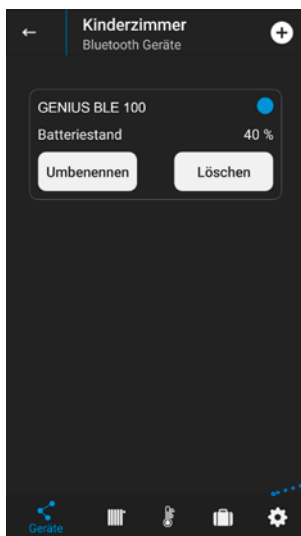 Kinderzimmer
Bluetooth Geräte
GENIUS BLE 100
Batteriestand 40 %
Umbenennen Löschen
Geräte